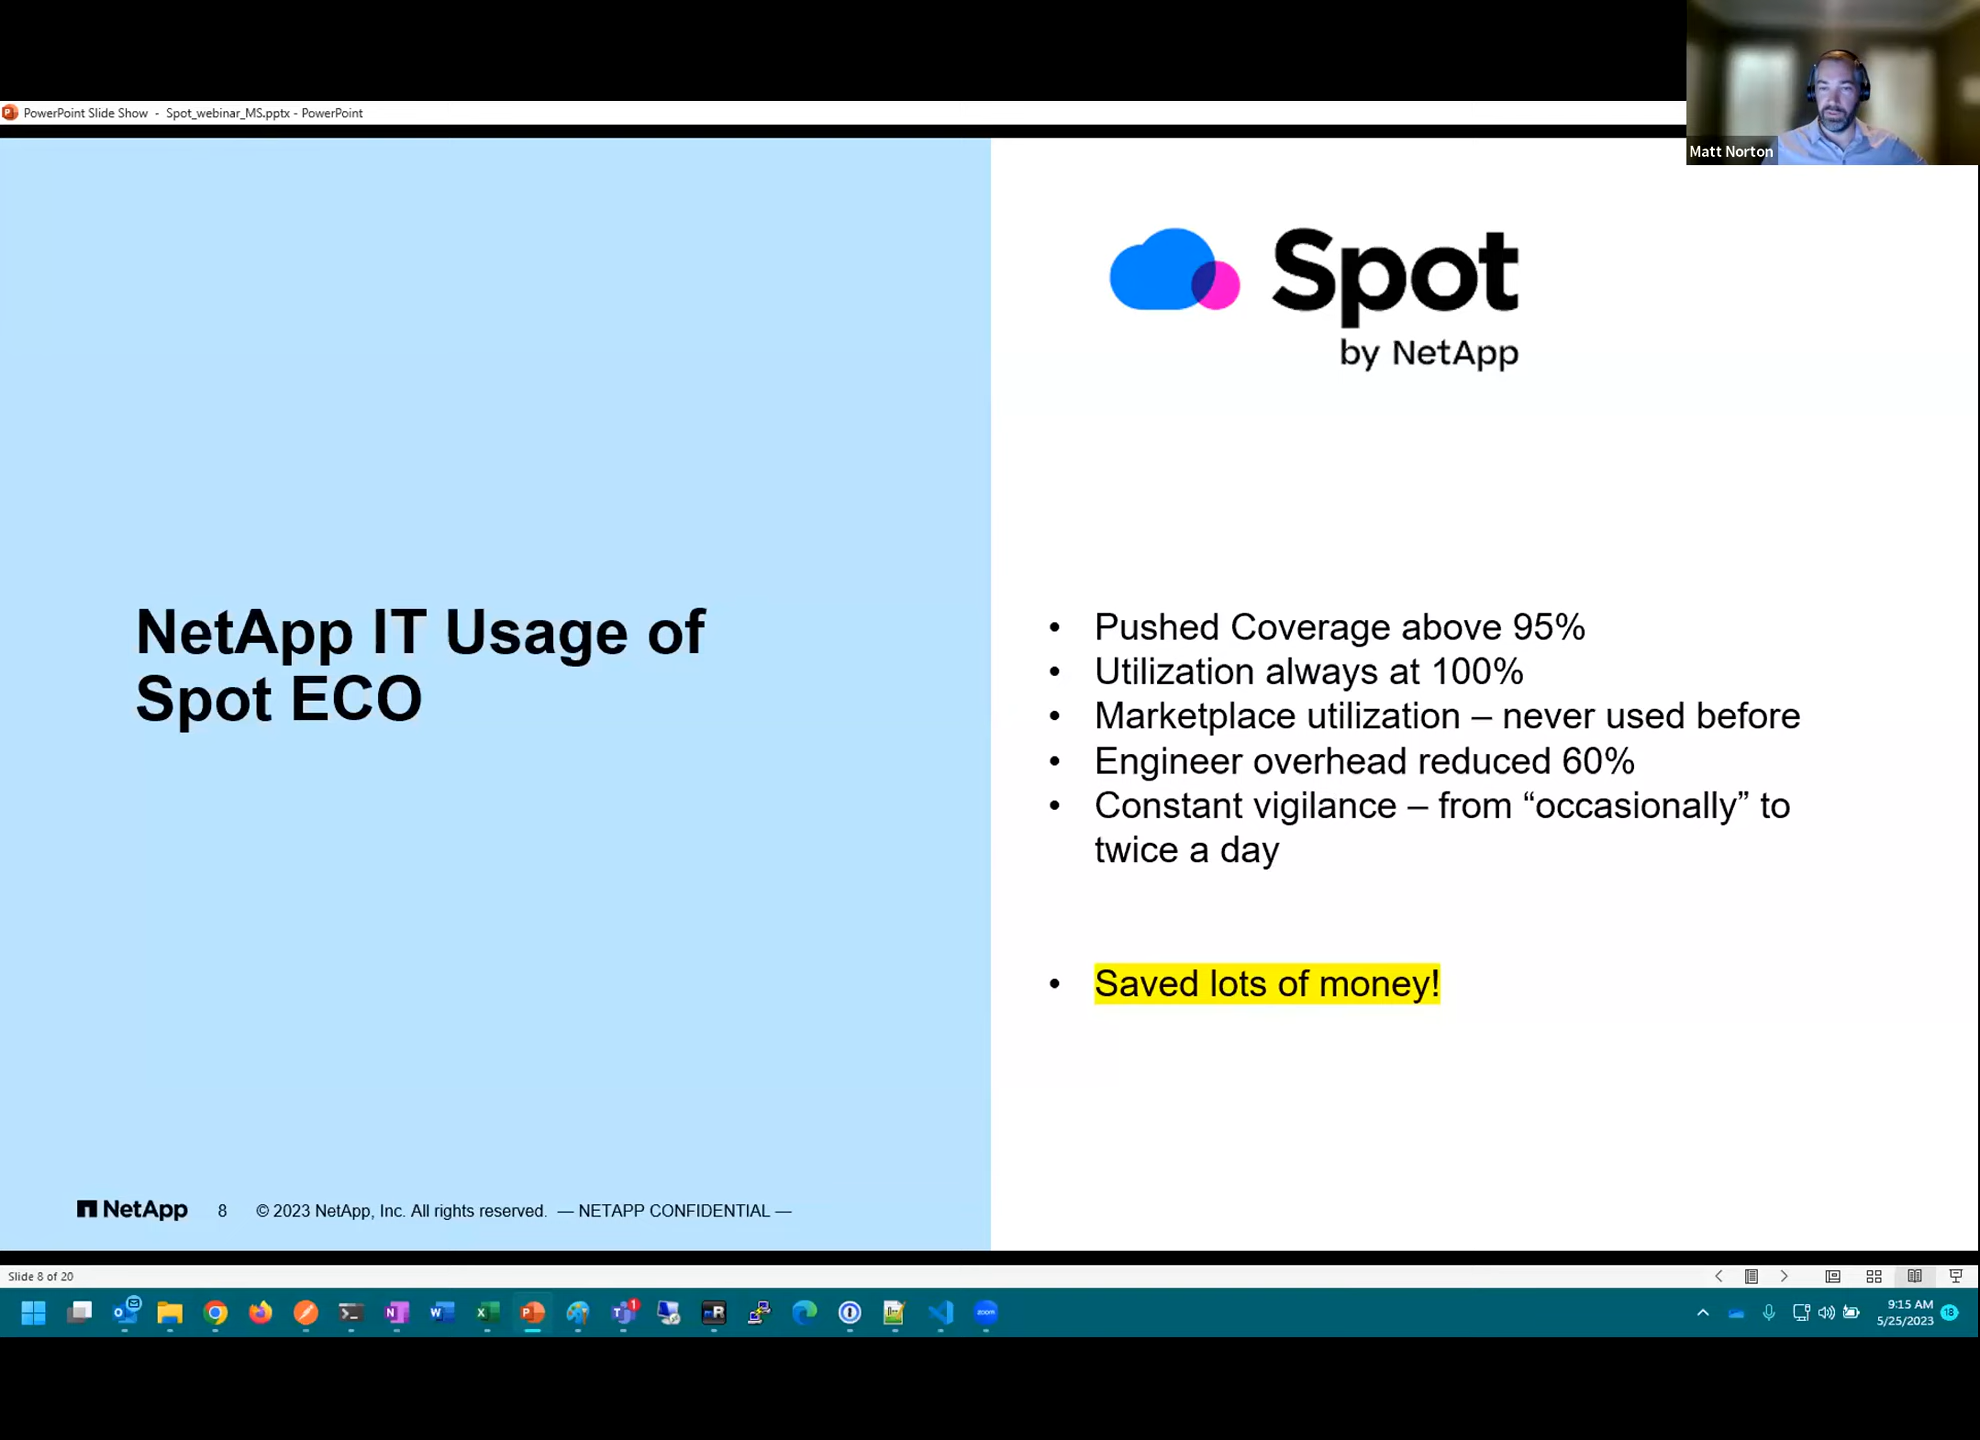 PowerPoint Slide Show - Spot_webinar_MS.pptx - PowerPoint
Matt Norton
Spot
by NetApp
NetApp IT Usage of
Spot ECO
• Pushed Coverage above 95%
• Utilization always at 100%
• Marketplace utilization – never used before
• Engineer overhead reduced 60%
• Constant vigilance – from “occasionally” to
twice a day
• Saved lots of money!
NetApp 8 © 2023 NetApp, Inc. All rights reserved. — NETAPP CONFIDENTIAL —
Slide 8 of 20
9:15 AM
5/25/2023
18